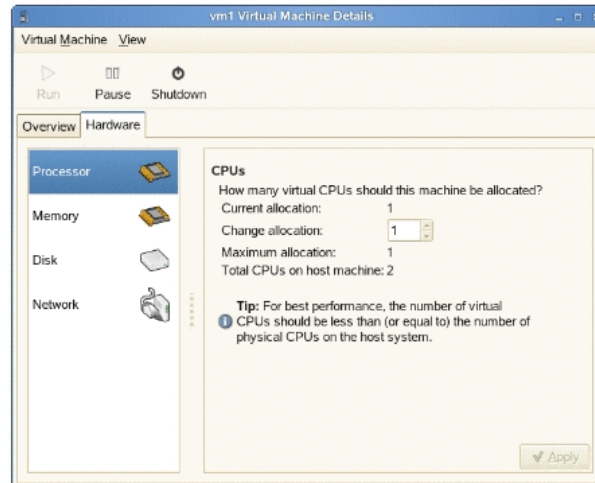 vm1 Virtual Machine Details
Virtual Machine View
Run Pause Shutdown
Overview Hardware
Processor
Memory
Disk
Network
CPUs
How many virtual CPUs should this machine be allocated?
Current allocation: 1
Change allocation: 1
Maximum allocation: 1
Total CPUs on host machine: 2
Tip: For best performance, the number of virtual
CPUs should be less than (or equal to) the number of
physical CPUs on the host system.
Apply